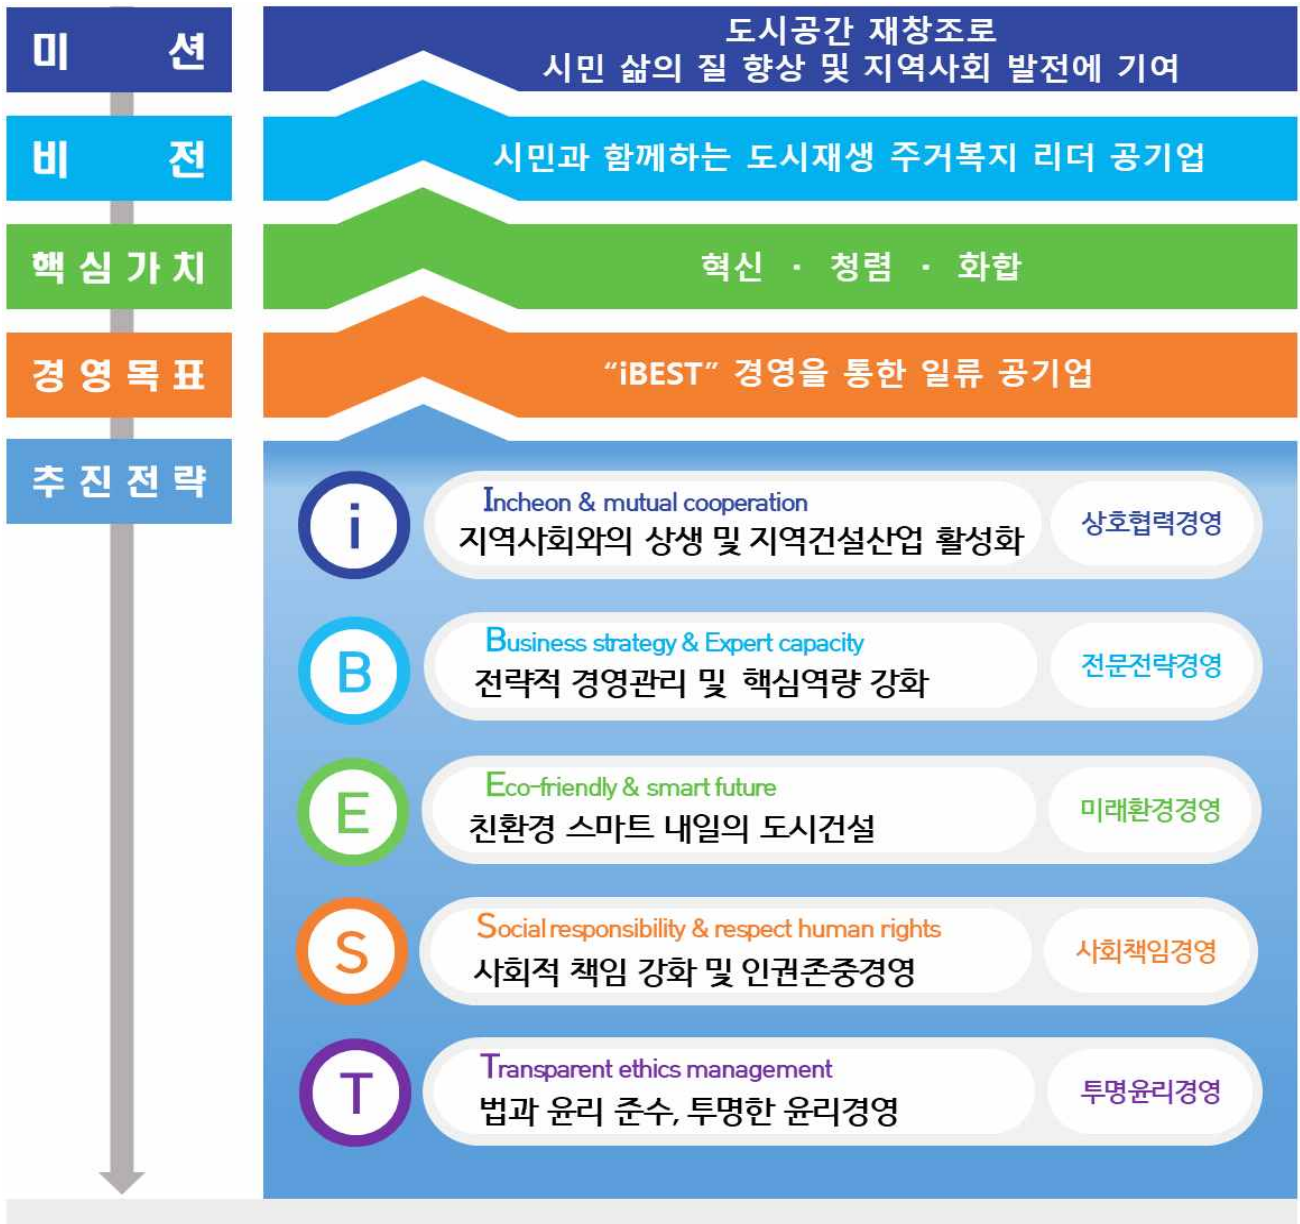 미 션
도시공간 재창조로
시민 삶의 질 향상 및 지역사회 발전에 기여
비 전
시민과 함께하는 도시재생 주거복지 리더 공기업
핵심가치
혁신 · 청렴 · 화합
경영목표
“iBEST” 경영을 통한 일류 공기업
추진전략
i
Incheon & mutual cooperation
지역사회와의 상생 및 지역건설산업 활성화
상호협력경영
B
Business strategy & Expert capacity
전략적 경영관리 및 핵심역량 강화
전문전략경영
E
Eco-friendly & smart future
친환경 스마트 내일의 도시건설
미래환경경영
S
Social responsibility & respect human rights
사회적 책임 강화 및 인권존중경영
사회책임경영
T
Transparent ethics management
법과 윤리 준수, 투명한 윤리경영
투명윤리경영